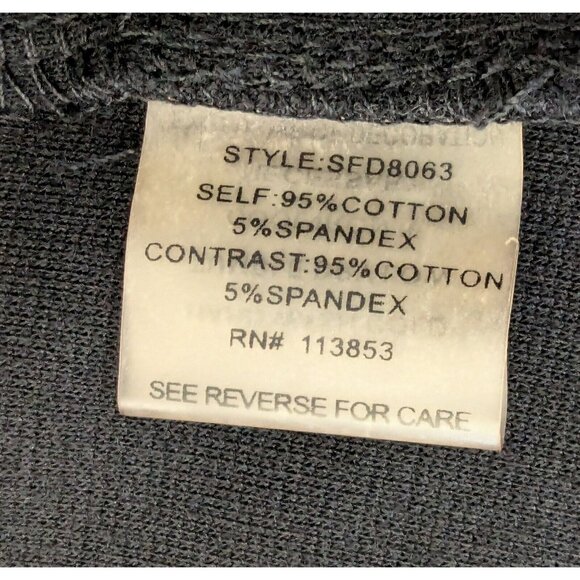 STYLE:SFD8063
SELF:95%COTTON
5%SPANDEX
CONTRAST:95%COTTON
5%SPANDEX
RN# 113853
SEE REVERSE FOR CARE